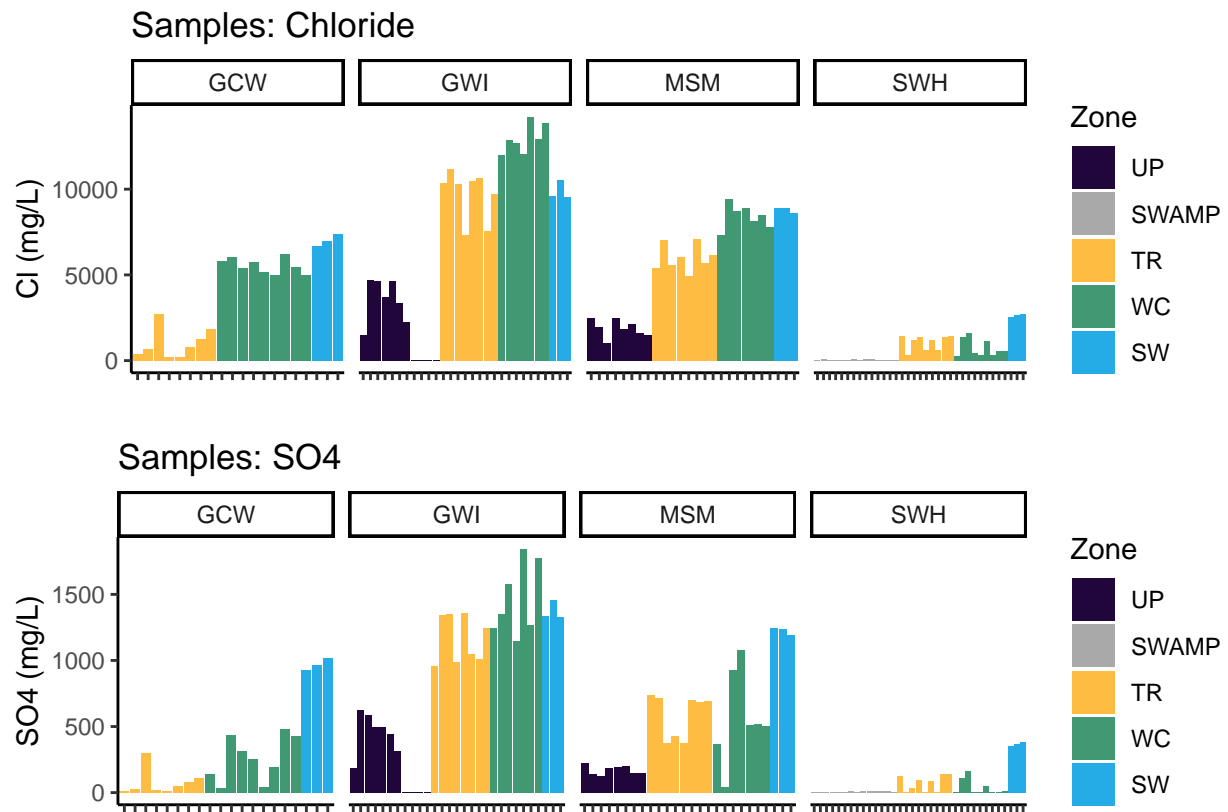 Samples: Chloride
GCW GWI MSM SWH
Cl (mg/L)
10000
5000
0
Zone
UP
SWAMP
TR
WC
SW
Samples: SO4
GCW GWI MSM SWH
SO4 (mg/L)
1500
1000
500
0
Zone
UP
SWAMP
TR
WC
SW